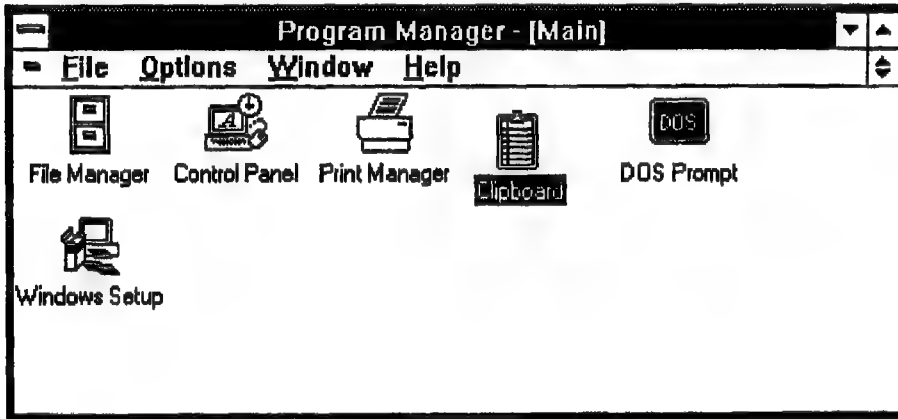 Program Manager - [Main]
File Options Window Help
File Manager Control Panel Print Manager Clipboard DOS DOS Prompt
Windows Setup